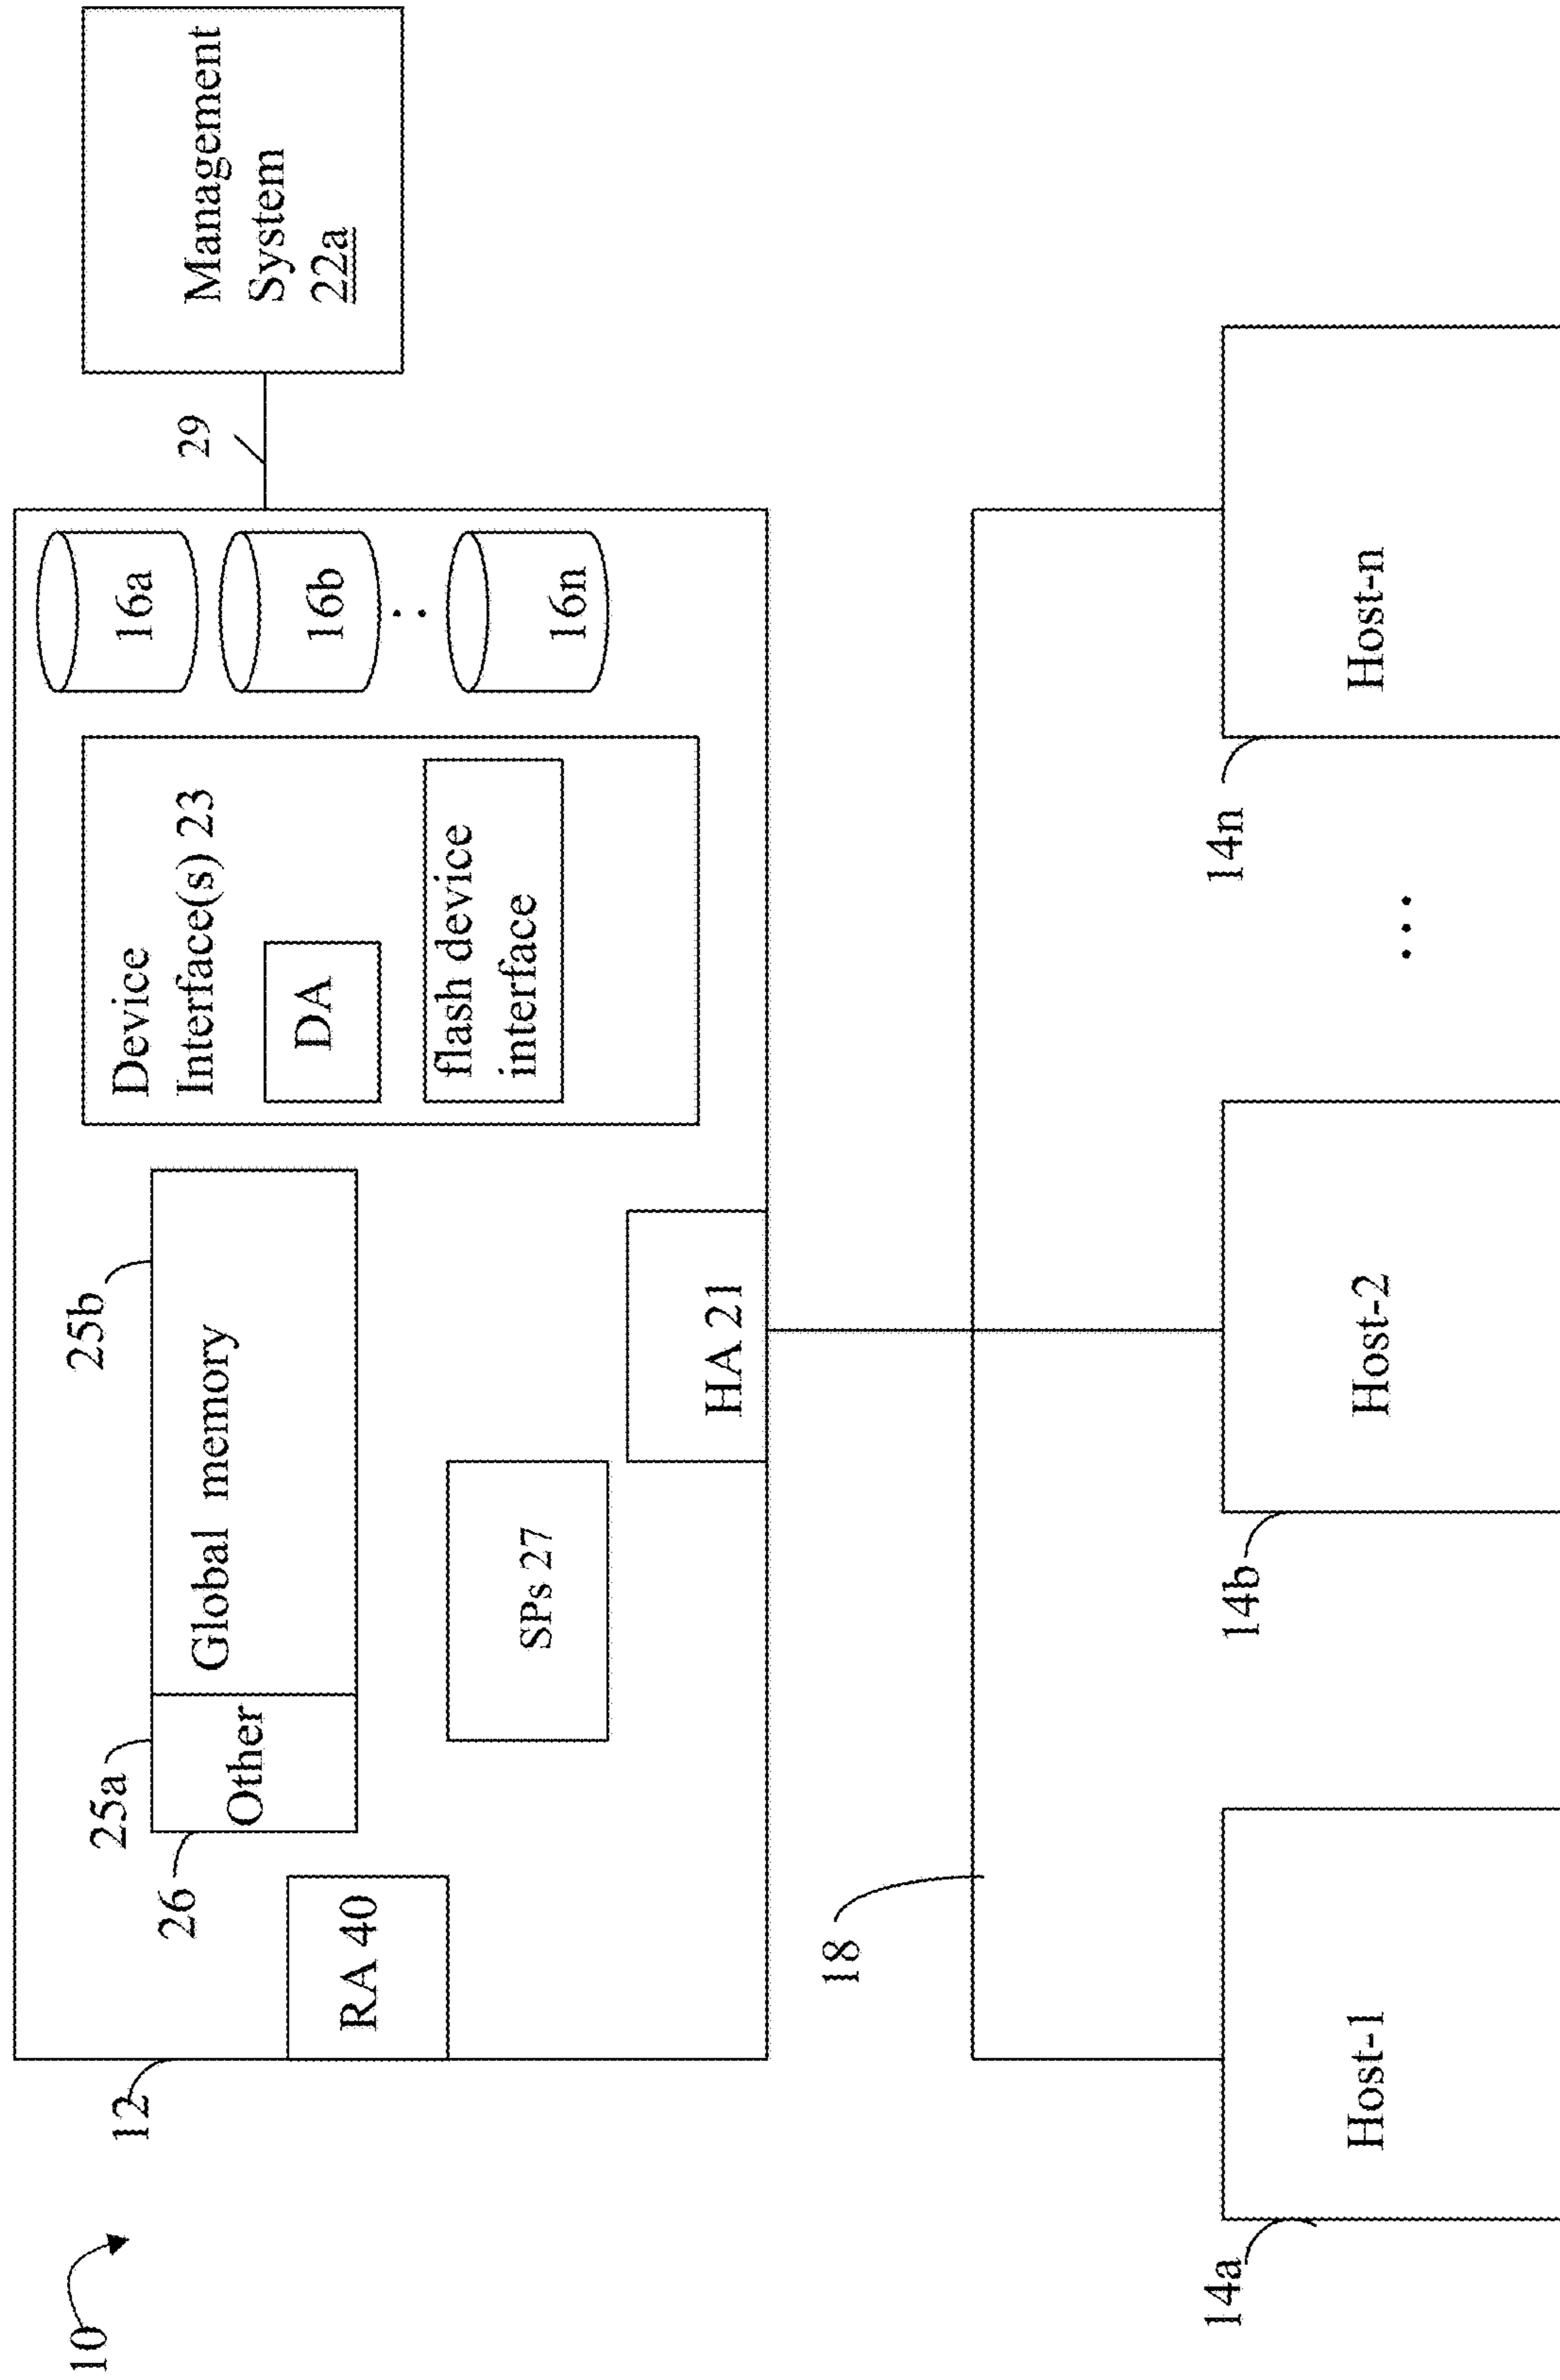 10
12
25a
25b
26
Other
Global memory
RA 40
SPs 27
HA 21
Device
Interface(s) 23
DA
flash device
interface
16a
16b
:
16n
29
Management
System
22a
18
14a
Host-1
14b
Host-2
...
14n
Host-n